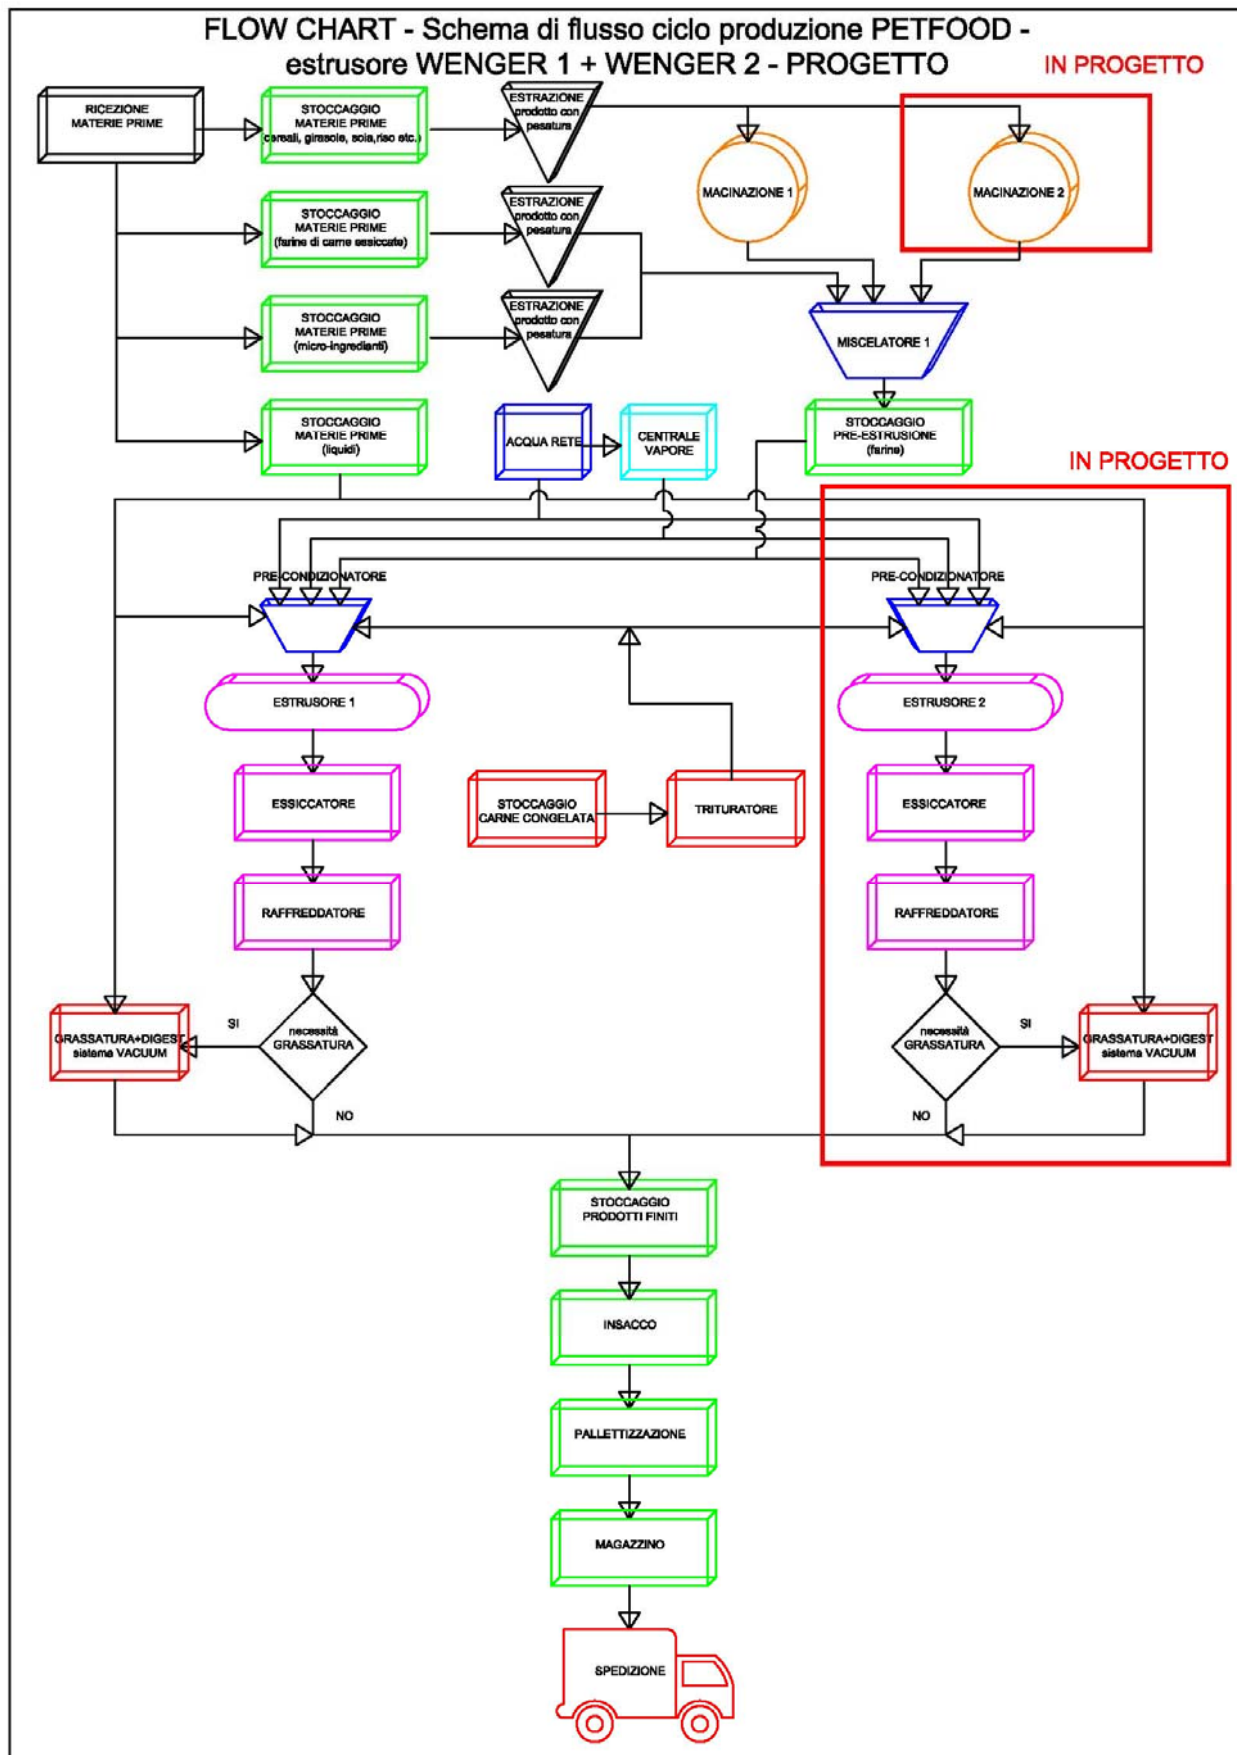 FLOW CHART - Schema di flusso ciclo produzione PETFOOD -
estrusore WENGER 1 + WENGER 2 - PROGETTO
IN PROGETTO
RICEZIONE
MATERIE PRIME
STOCCAGGIO
MATERIE PRIME
(cereali, girasole, soia,riso etc.)
ESTRAZIONE
prodotto con
pesatura
MACINAZIONE 1
MACINAZIONE 2
STOCCAGGIO
MATERIE PRIME
(farine di carne essiccate)
ESTRAZIONE
prodotto con
pesatura
STOCCAGGIO
MATERIE PRIME
(micro-ingredienti)
ESTRAZIONE
prodotto con
pesatura
MISCELATORE 1
STOCCAGGIO
MATERIE PRIME
(liquidi)
ACQUA RETE
CENTRALE
VAPORE
STOCCAGGIO
PRE-ESTRUSIONE
(farine)
IN PROGETTO
PRE-CONDIZIONATORE
PRE-CONDIZIONATORE
ESTRUSORE 1
ESTRUSORE 2
ESSICCATORE
STOCCAGGIO
CARNE CONGELATA
TRITURATORE
ESSICCATORE
RAFFREDDATORE
RAFFREDDATORE
GRASSATURA+DIGEST
sistema VACUUM
SI
necessità
GRASSATURA
NO
necessità
GRASSATURA
SI
NO
GRASSATURA+DIGEST
sistema VACUUM
STOCCAGGIO
PRODOTTI FINITI
INSACCO
PALLETTIZZAZIONE
MAGAZZINO
SPEDIZIONE